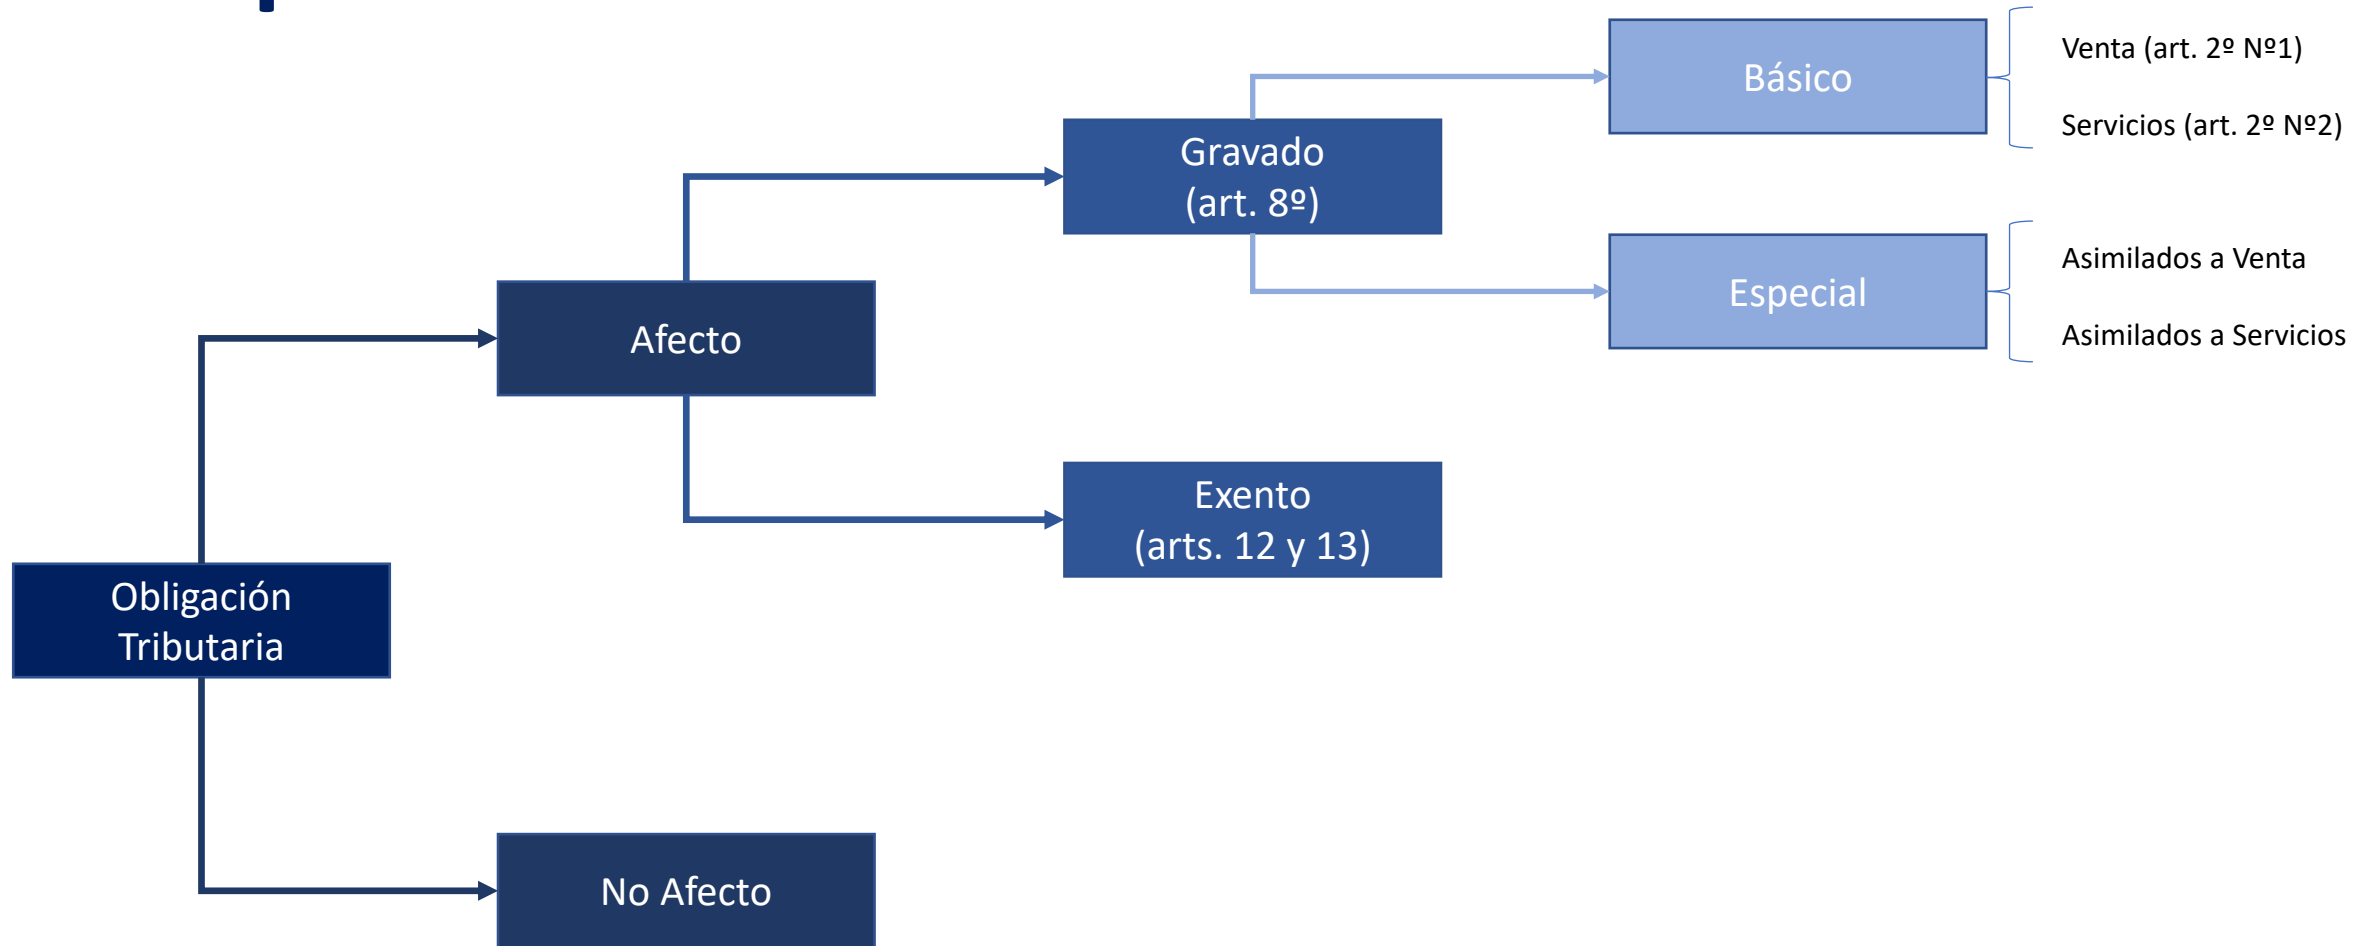 Básico
Venta (art. 2º Nº1)
Servicios (art. 2º Nº2)
Gravado
(art. 8º)
Especial
Asimilados a Venta
Asimilados a Servicios
Afecto
Exento
(arts. 12 y 13)
Obligación
Tributaria
No Afecto